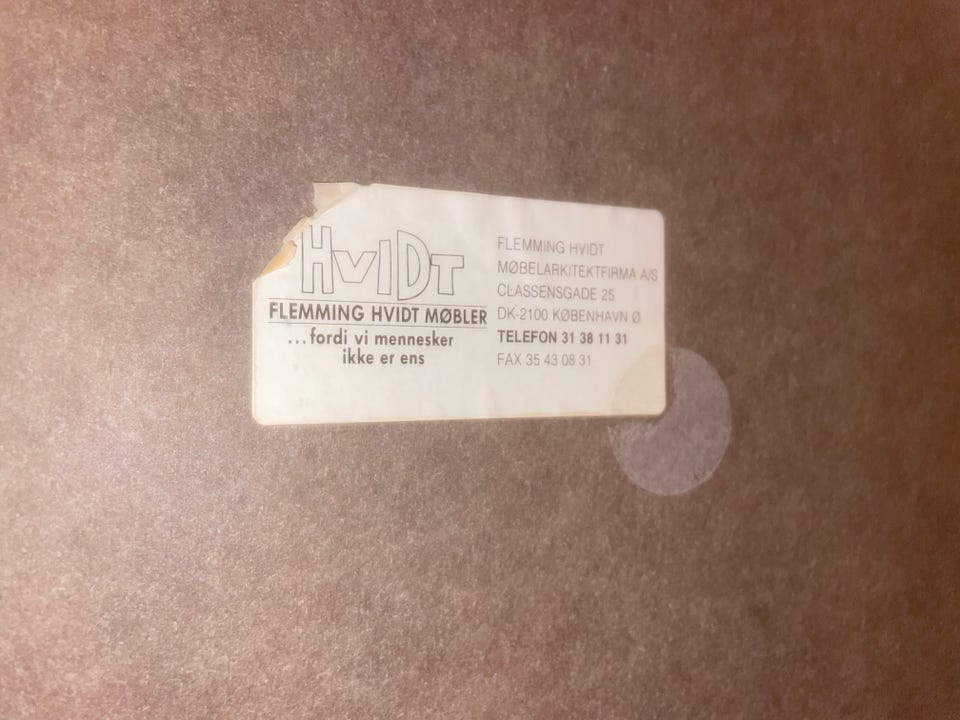 HVIDT
FLEMMING HVIDT MØBLER
...fordi vi mennesker
ikke er ens
FLEMMING HVIDT
MØBELARKITEKTFIRMA A/S
CLASSENSGADE 25
DK-2100 KØBENHAVN Ø
TELEFON 31 38 11 31
FAX 35 43 08 31